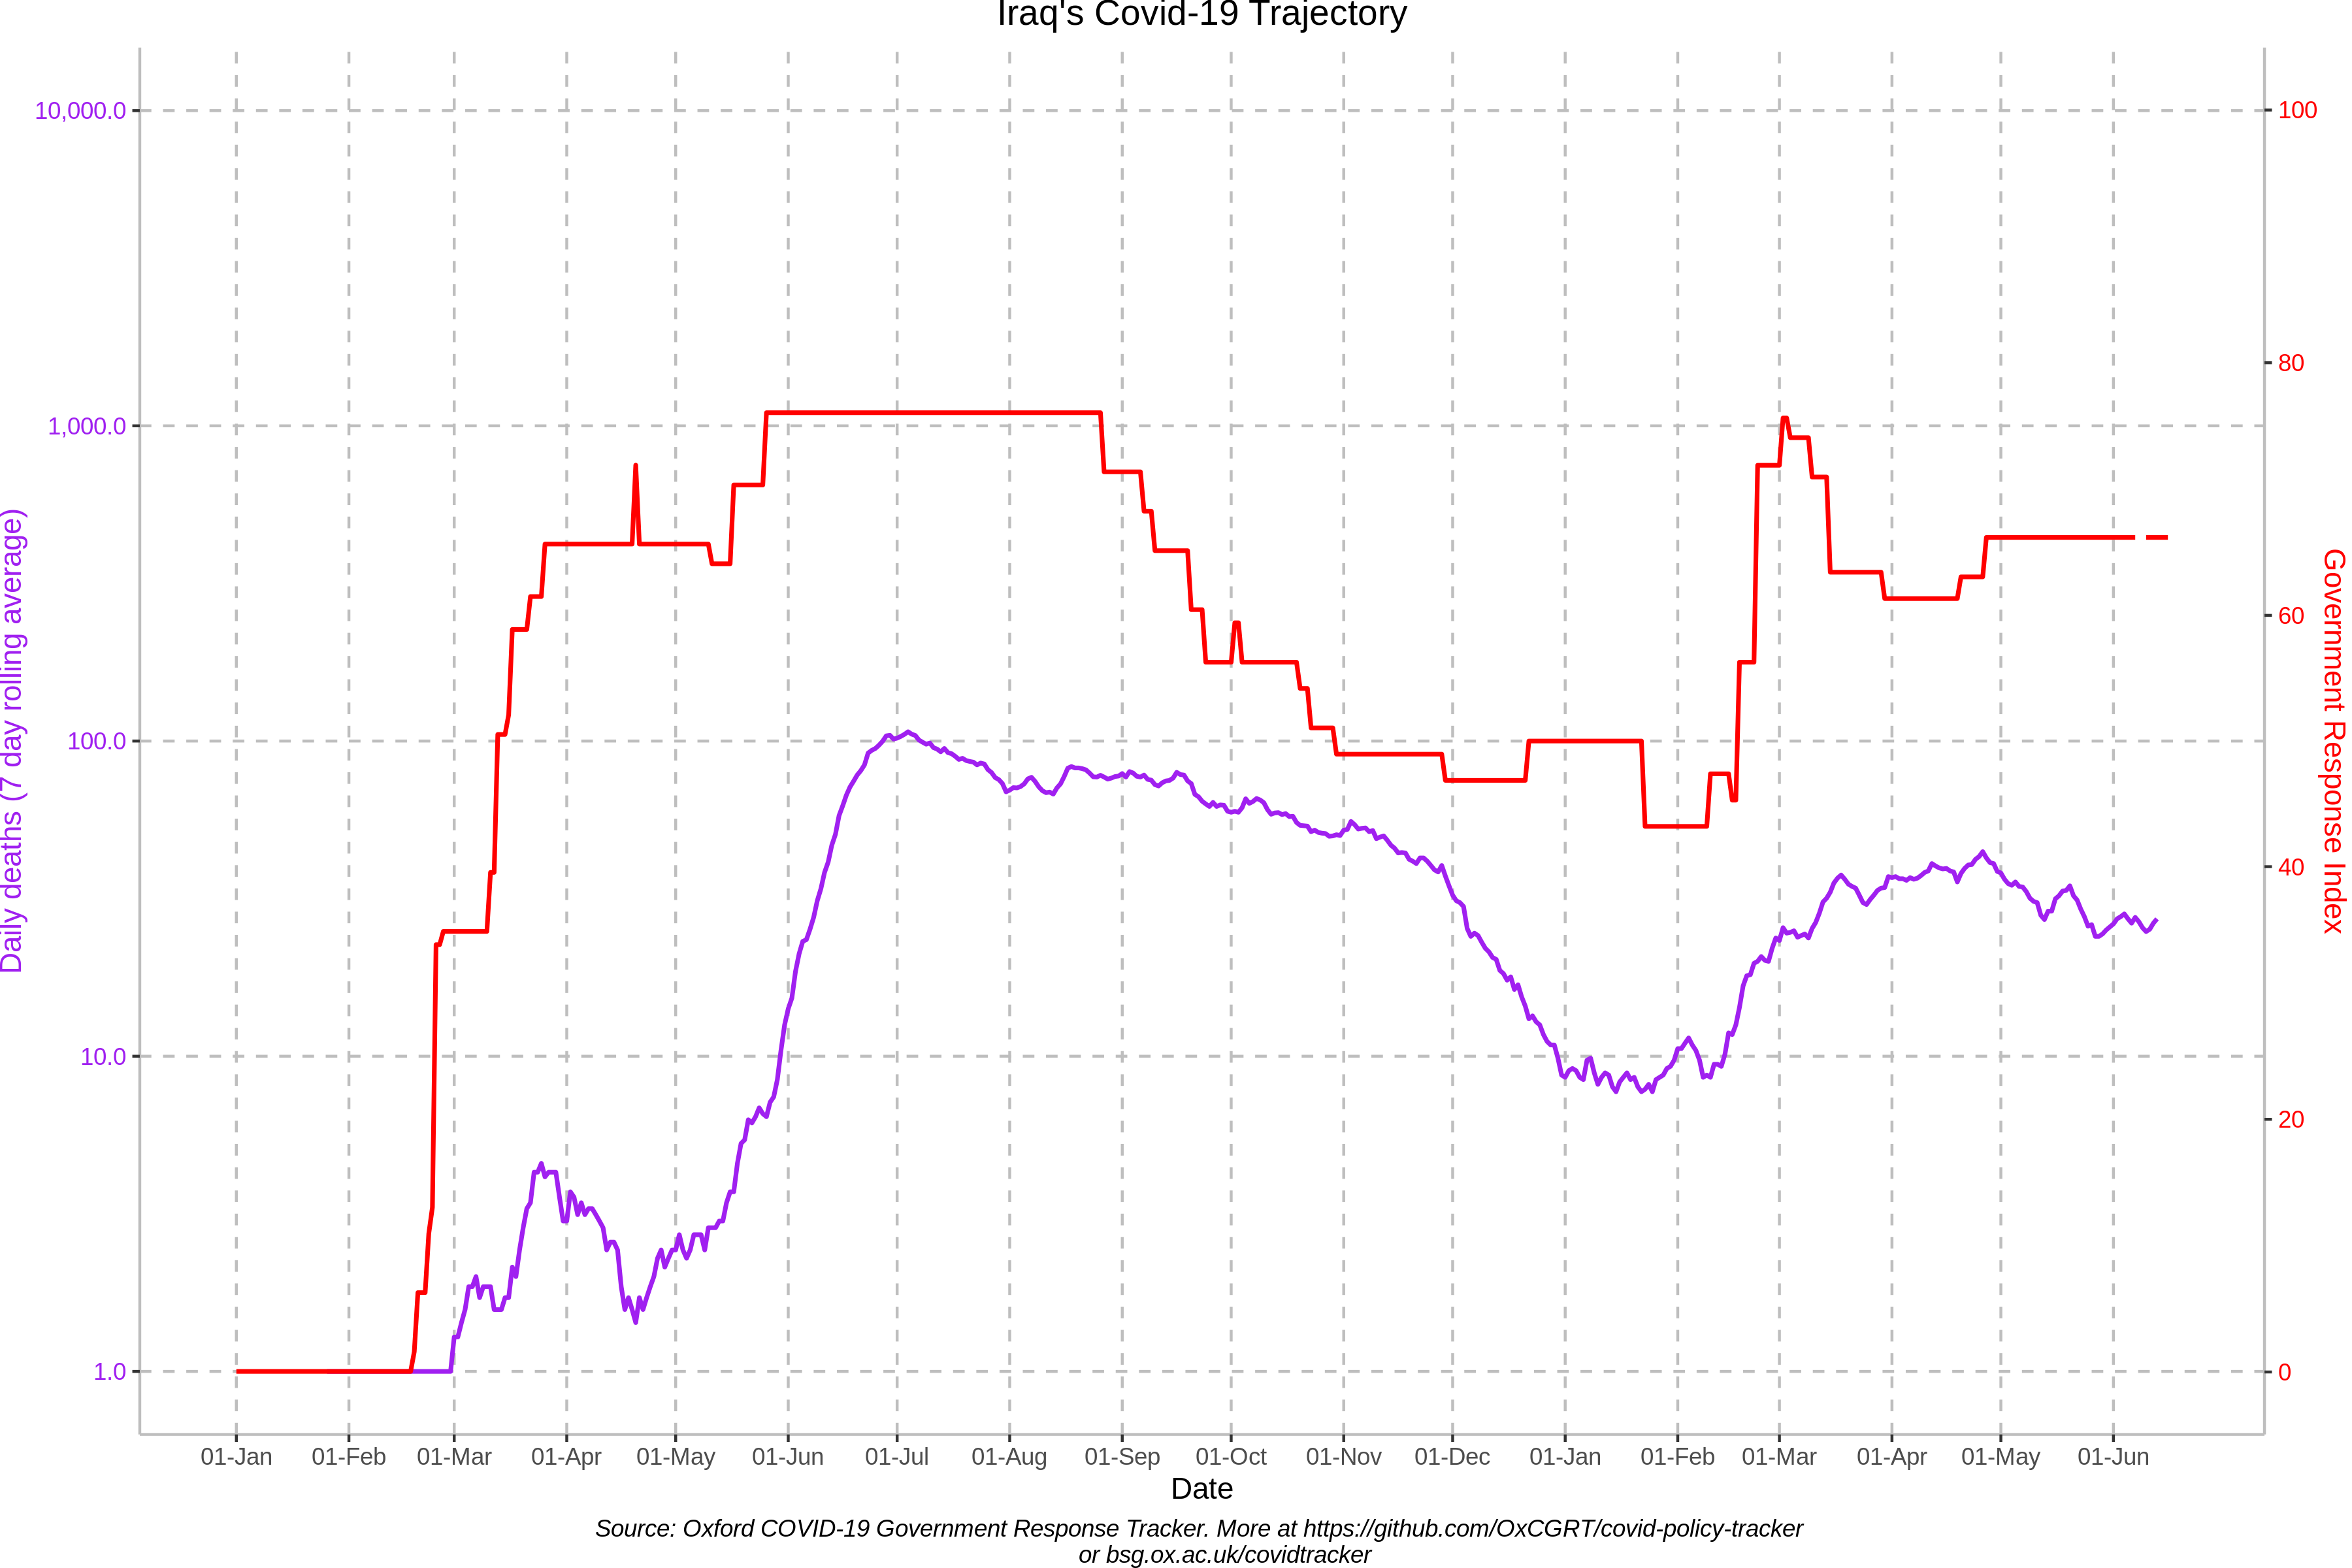 Iraq's Covid-19 Trajectory
10,000.0
1,000.0
100.0
10.0
1.0
Daily deaths (7 day rolling average)
100
80
60
40
20
0
Government Response Index
01-Jan 01-Feb 01-Mar 01-Apr 01-May 01-Jun 01-Jul 01-Aug 01-Sep 01-Oct 01-Nov 01-Dec 01-Jan 01-Feb 01-Mar 01-Apr 01-May 01-Jun
Date
Source: Oxford COVID-19 Government Response Tracker. More at https://github.com/OxCGRT/covid-policy-tracker
or bsg.ox.ac.uk/covidtracker